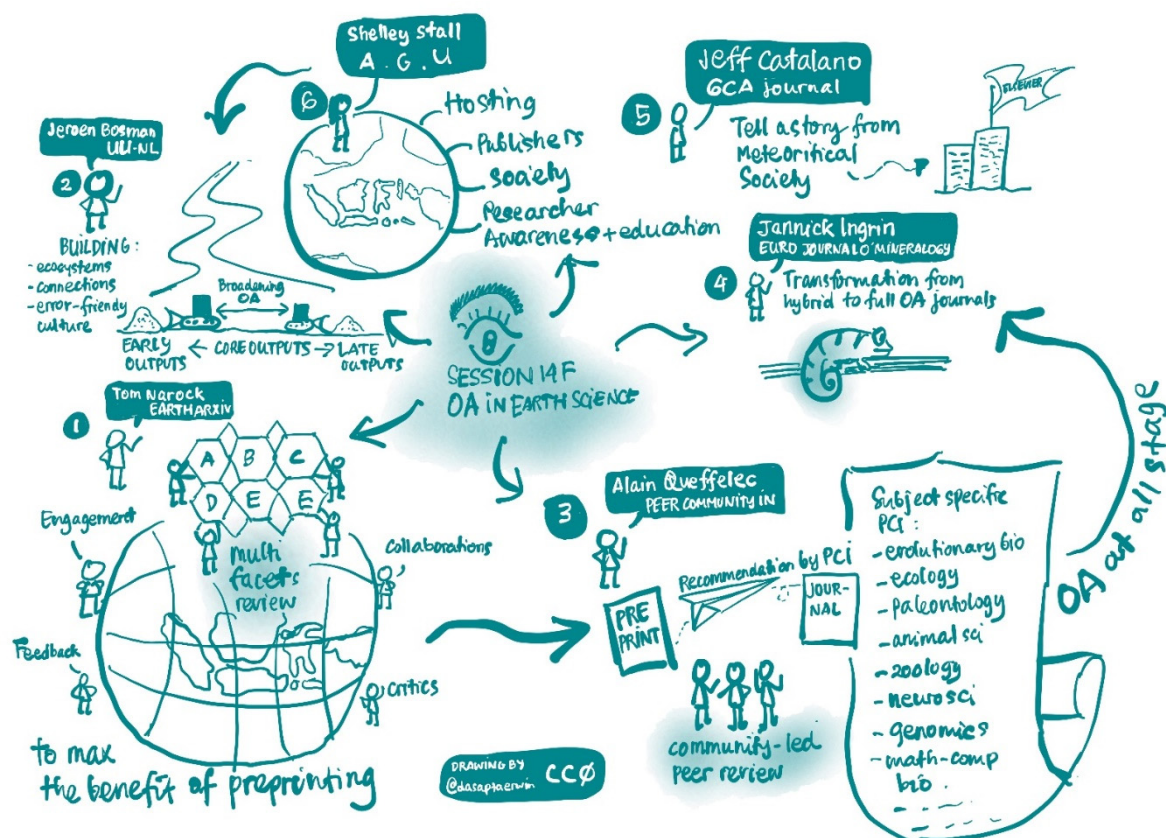 SESSION 14F
OA IN EARTH SCIENCE
1
Tom Narock
EARTHARXIV
A B C
D E E
multi
facets
review
Engagement
Collaborations
Feedback
Critics
to max
the benefit of preprinting
2
Jeroen Bosman
UU-NL
BUILDING:
- ecosystems
- connections
- error-friendly
culture
Broadening
OA
EARLY
OUTPUTS
← CORE OUTPUTS →
LATE
OUTPUTS
3
Alain Queffelec
PEER COMMUNITY IN
PRE
PRINT
Recommendation by PCI
JOUR-
NAL
community-led
peer review
Subject specific
PCI:
- evolutionary bio
- ecology
- paleontology
- animal sci
- zoology
- neurosci
- genomics
- math-comp
bio
OA at all stage
4
Jannick Ingrin
EURO JOURNAL O' MINERALOGY
Transformation from
hybrid to full OA journals
5
Jeff Catalano
GCA journal
Tell a story from
Meteoritical
Society
ELSEVIER
6
Shelley Stall
A.G.U
Hosting
Publishers
society
Researcher
Awareness + education
DRAWING BY
@dasaptaerwin
CCØ